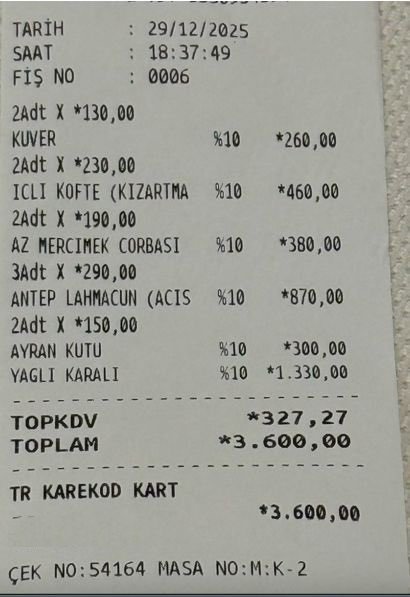 TARİH : 29/12/2025
SAAT : 18:37:49
FİŞ NO : 0006
2Adt X *130,00
KUVER %10 *260,00
2Adt X *230,00
ICLI KOFTE (KIZARTMA %10 *460,00
2Adt X *190,00
AZ MERCIMEK CORBASI %10 *380,00
3Adt X *290,00
ANTEP LAHMACUN (ACIS %10 *870,00
2Adt X *150,00
AYRAN KUTU %10 *300,00
YAGLI KARALI %10 *1.330,00
TOPKDV *327,27
TOPLAM *3.600,00
TR KAREKOD KART
*3.600,00
ÇEK NO:54164 MASA NO:M:K-2